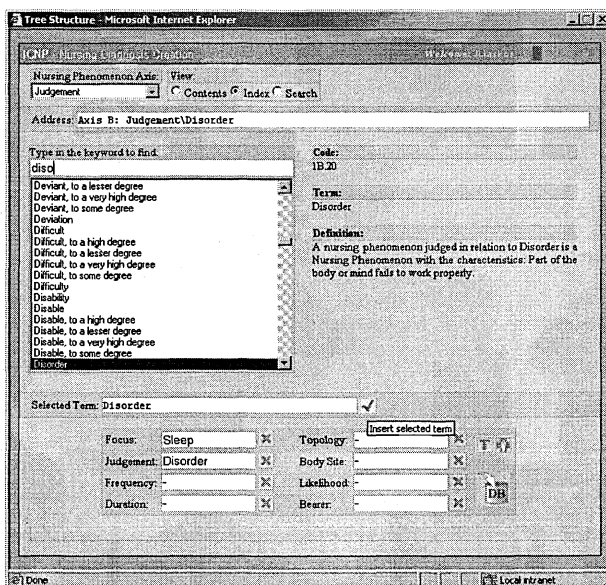 Tree Structure - Microsoft Internet Explorer
ICNP - Nursing Diagnosis Creation
Nursing Phenomenon Axis: View:
Judgement Contents Index Search
Address: Axis B: Judgement\Disorder
Type in the keyword to find
diso
Deviant, to a lesser degree
Deviant, to a very high degree
Deviant, to some degree
Deviation
Difficult
Difficult, to a high degree
Difficult, to a lesser degree
Difficult, to a very high degree
Difficult, to some degree
Difficulty
Disability
Disable
Disable, to a high degree
Disable, to a lesser degree
Disable, to a very high degree
Disable, to some degree
Disorder
Code:
1B.20
Term:
Disorder
Definition:
A nursing phenomenon judged in relation to Disorder is a
Nursing Phenomenon with the characteristics: Part of the
body or mind fails to work properly.
Selected Term: Disorder
Insert selected term
Focus: Sleep Topology: -
Judgement: Disorder Body Site: -
Frequency: - Likelihood: -
Duration: - Bearer: -
T
DB
Done Local intranet